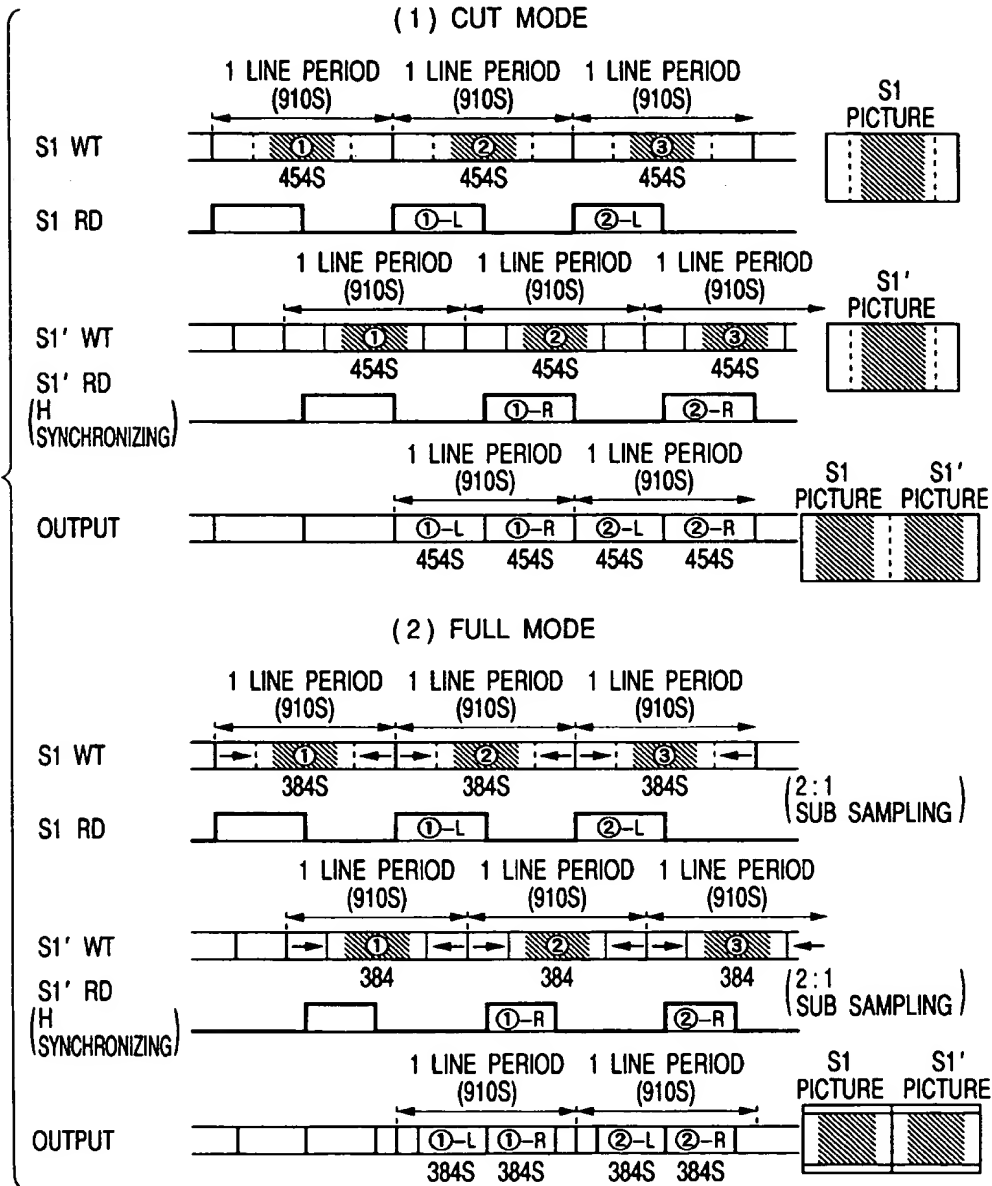 (1) CUT MODE
1 LINE PERIOD 1 LINE PERIOD 1 LINE PERIOD
(910S) (910S) (910S)
S1 PICTURE
S1 WT ① ② ③
454S 454S 454S
S1 RD ①-L ②-L
1 LINE PERIOD 1 LINE PERIOD 1 LINE PERIOD
(910S) (910S) (910S)
S1' PICTURE
S1' WT ① ② ③
454S 454S 454S
S1' RD
(H SYNCHRONIZING) ①-R ②-R
1 LINE PERIOD 1 LINE PERIOD
(910S) (910S)
S1 PICTURE S1' PICTURE
OUTPUT ①-L ①-R ②-L ②-R
454S 454S 454S 454S
(2) FULL MODE
1 LINE PERIOD 1 LINE PERIOD 1 LINE PERIOD
(910S) (910S) (910S)
S1 WT ① ② ③
384S 384S 384S
(2:1 SUB SAMPLING)
S1 RD ①-L ②-L
1 LINE PERIOD 1 LINE PERIOD 1 LINE PERIOD
(910S) (910S) (910S)
S1' WT ① ② ③
384 384 384
(2:1 SUB SAMPLING)
S1' RD
(H SYNCHRONIZING) ①-R ②-R
1 LINE PERIOD 1 LINE PERIOD
(910S) (910S)
S1 PICTURE S1' PICTURE
OUTPUT ①-L ①-R ②-L ②-R
384S 384S 384S 384S